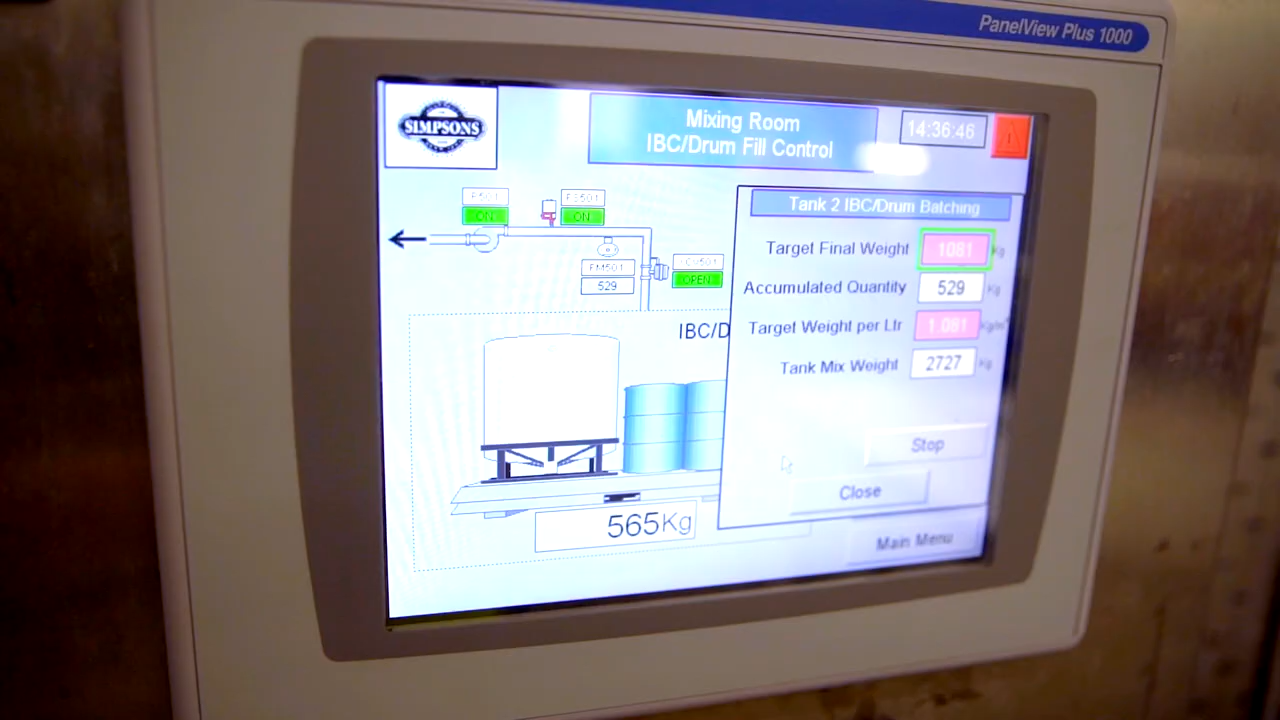 PanelView Plus 1000
SIMPSONS
Mixing Room
IBC/Drum Fill Control
14:36:46
P501
ON
ON
FM501
529
OPEN
IBC/D
565Kg
Tank 2 IBC/Drum Batching
Target Final Weight 1081 Kg
Accumulated Quantity 529 Kg
Target Weight per Ltr 1.081
Tank Mix Weight 2727 Kg
Stop
Close
Main Menu